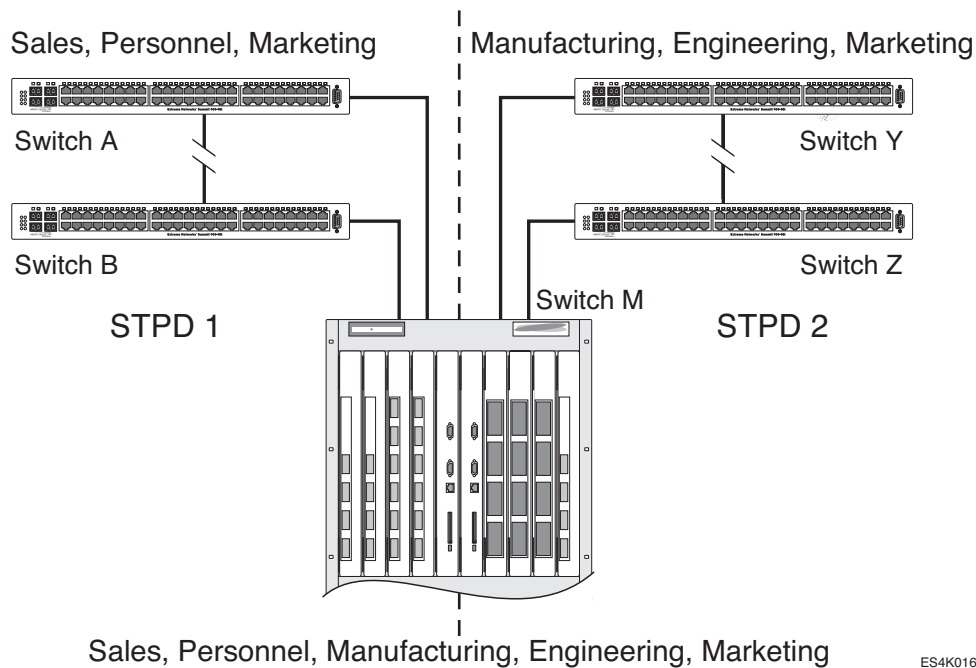 Sales, Personnel, Marketing
Manufacturing, Engineering, Marketing
Switch A
Switch Y
Switch B
Switch Z
Switch M
STPD 1
STPD 2
Sales, Personnel, Manufacturing, Engineering, Marketing
ES4K016